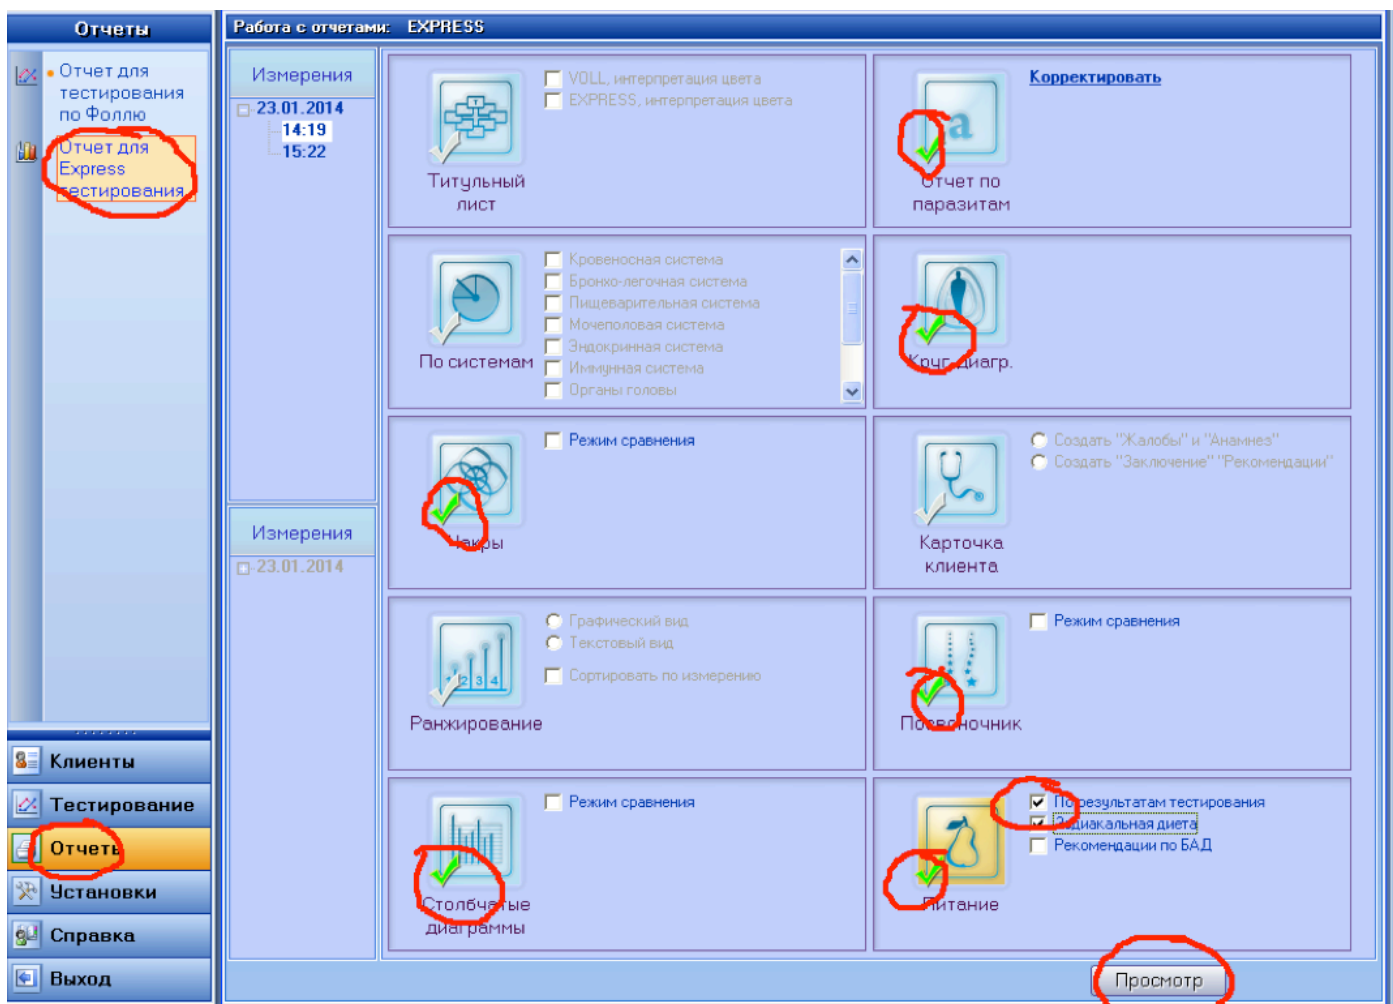 Отчеты
Отчет для
тестирования
по Фоллю
Отчет для
Express
тестирования
Клиенты
Тестирование
Отчеты
Установки
Справка
Выход
Работа с отчетами: EXPRESS
Измерения
23.01.2014
14:19
15:22
Измерения
23.01.2014
VOLL, интерпретация цвета
EXPRESS, интерпретация цвета
Титульный
лист
Корректировать
a
Отчет по
паразитам
Кровеносная система
Бронхо-легочная система
Пищеварительная система
Мочеполовая система
Эндокринная система
Иммунная система
Органы головы
По системам
Круг. диагр.
Режим сравнения
Чакры
Создать "Жалобы" и "Анамнез"
Создать "Заключение" "Рекомендации"
Карточка
клиента
Графический вид
Текстовый вид
Сортировать по измерению
1 2 3 4
Ранжирование
Режим сравнения
Позвоночник
Режим сравнения
Столбчатые
диаграммы
По результатам тестирования
Зодиакальная диета
Рекомендации по БАД
Питание
Просмотр